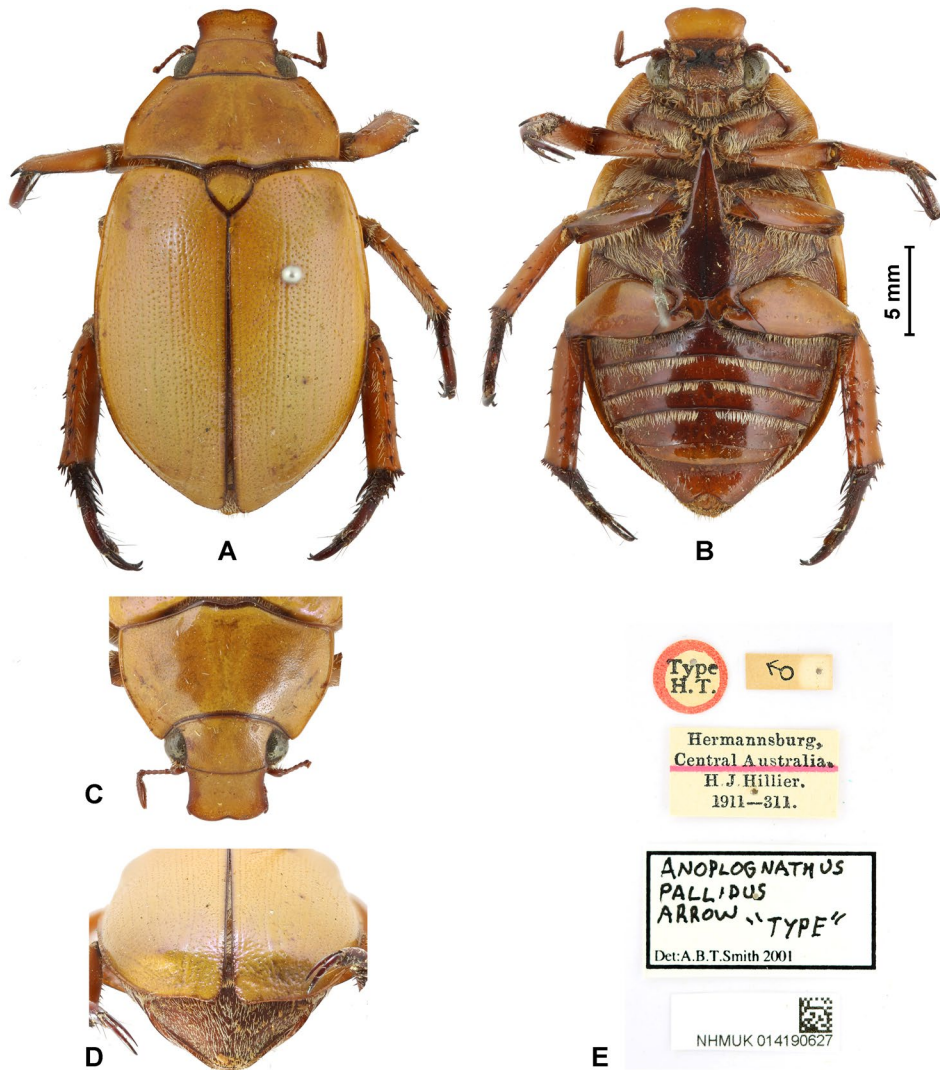 A
B
5 mm
C
D
E
Type
H. T.
♂
Hermannsburg,
Central Australia.
H. J. Hillier.
1911—311.
ANOPLOGNATHUS
PALLIDUS
ARROW "TYPE"
Det: A.B.T.Smith 2001
NHMUK 014190627